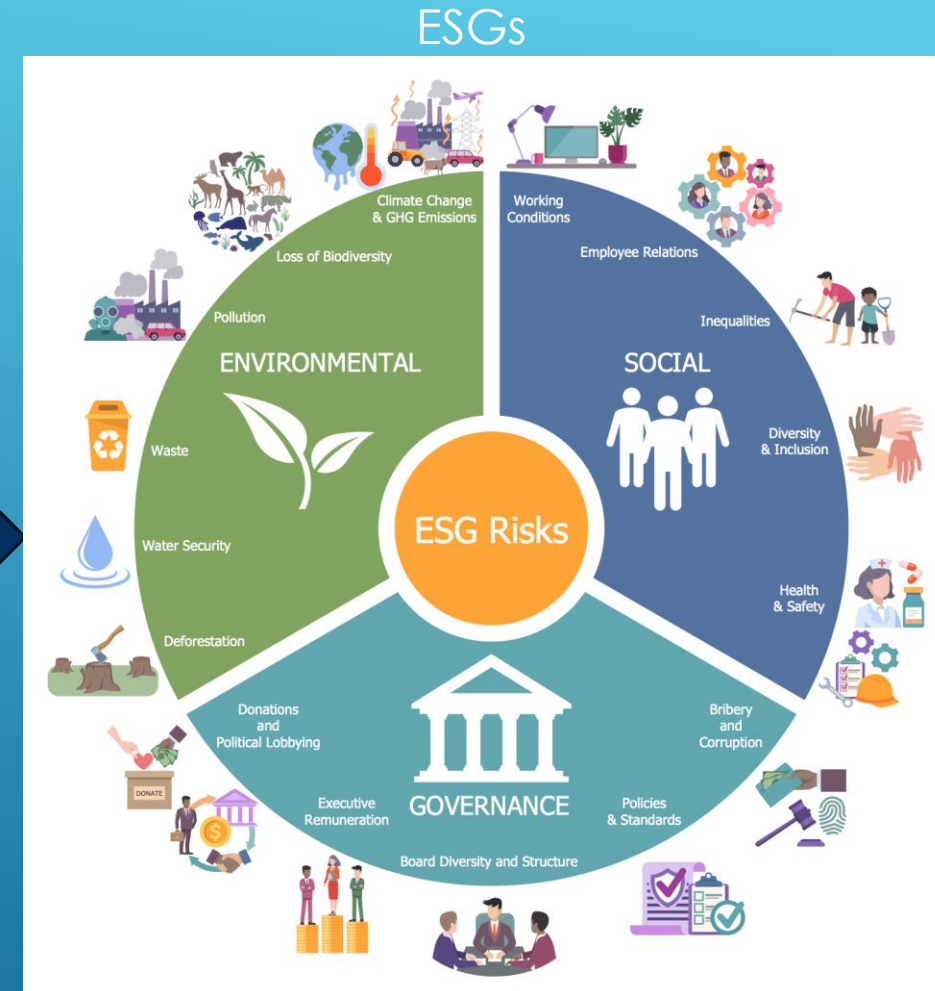 ESGs
Climate Change
& GHG Emissions
Loss of Biodiversity
Pollution
ENVIRONMENTAL
Waste
Water Security
Deforestation
Working
Conditions
Employee Relations
Inequalities
SOCIAL
Diversity
& Inclusion
Health
& Safety
ESG Risks
Donations
and
Political Lobbying
Executive
Remuneration
GOVERNANCE
Board Diversity and Structure
Policies
& Standards
Bribery
and
Corruption
DONATE